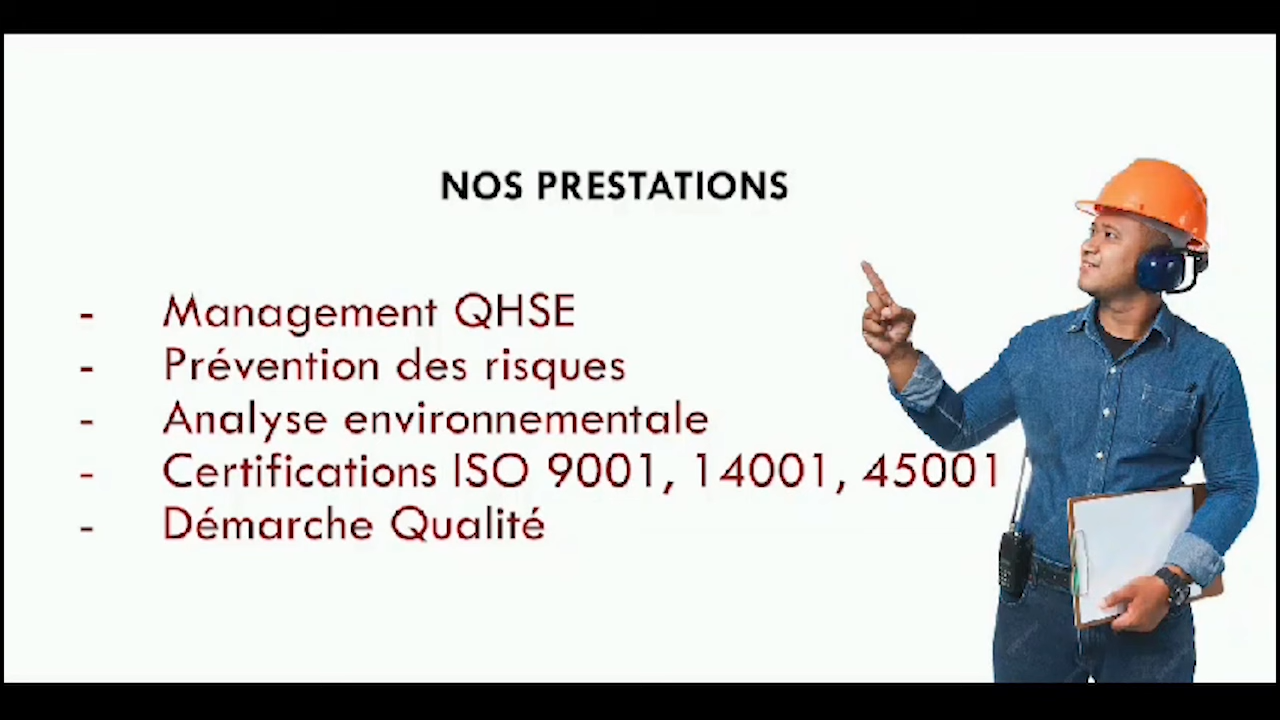 NOS PRESTATIONS
- Management QHSE
- Prévention des risques
- Analyse environnementale
- Certifications ISO 9001, 14001, 45001
- Démarche Qualité